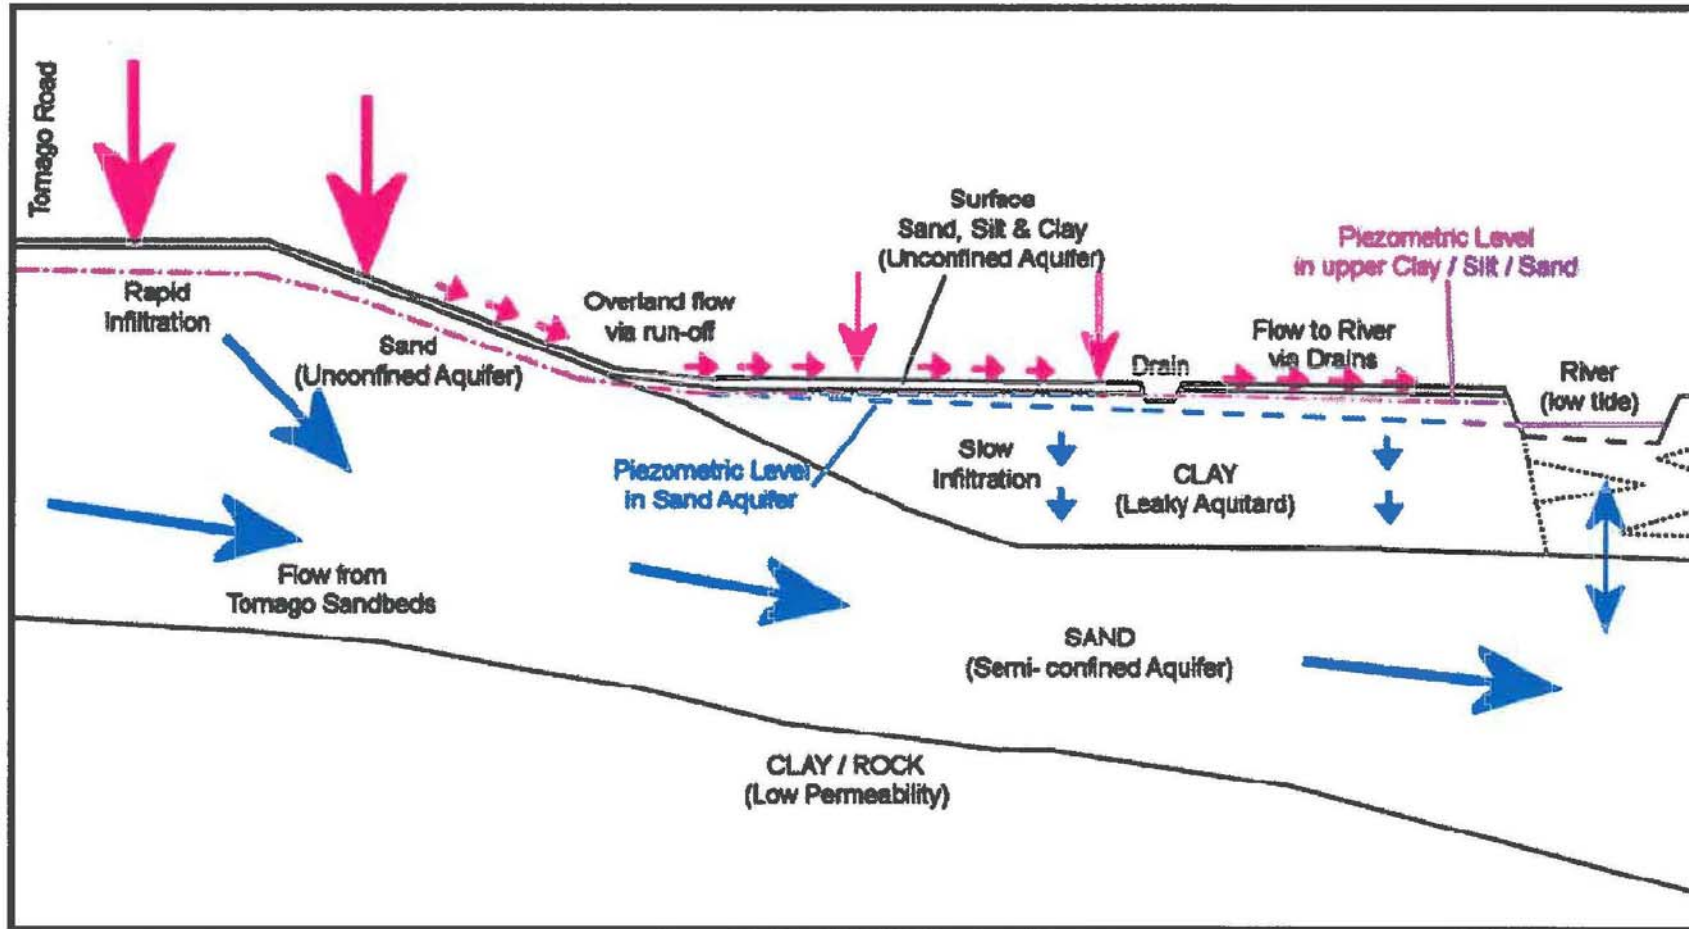 Tomago Road
Rapid
Infiltration
Sand
(Unconfined Aquifer)
Overland flow
via run-off
Surface
Sand, Silt & Clay
(Unconfined Aquifer)
Piezometric Level
in upper Clay / Silt / Sand
Drain
Flow to River
via Drains
River
(low tide)
Piezometric Level
in Sand Aquifer
Slow
Infiltration
CLAY
(Leaky Aquitard)
Flow from
Tomago Sandbeds
SAND
(Semi- confined Aquifer)
CLAY / ROCK
(Low Permeability)